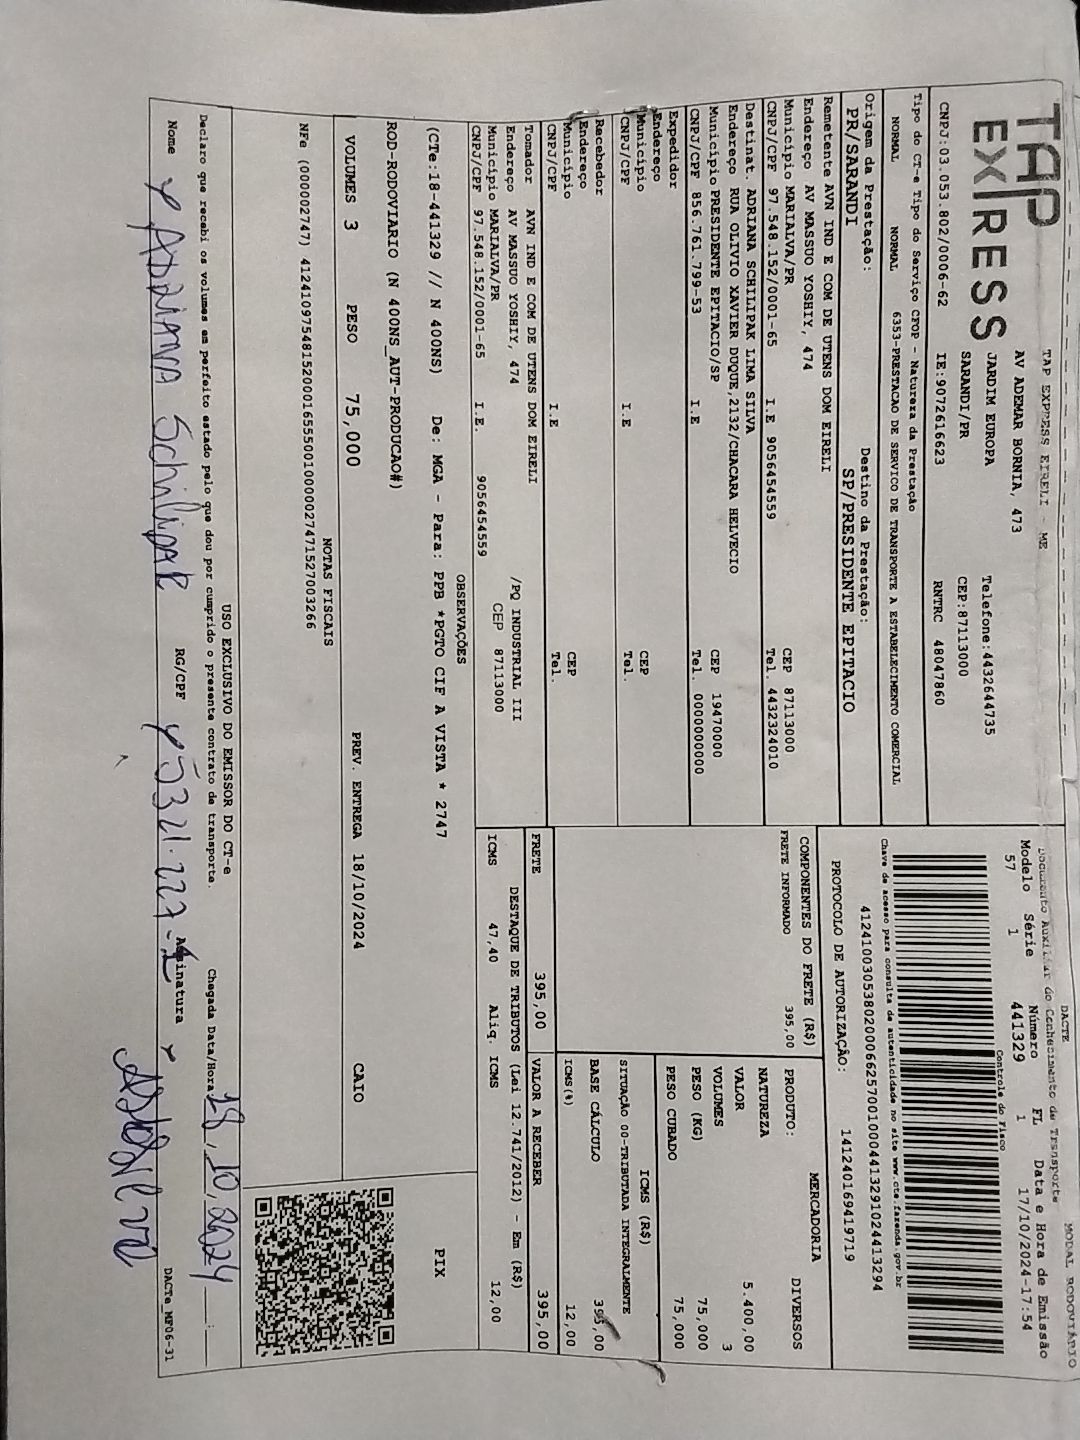 TAP EXPRESS
TAP EXPRESS EIRELI - ME
AV ADEMAR BORNIA, 473
JARDIM EUROPA
SARANDI/PR
Telefone:4432644735
CEP:87113000
CNPJ:03.053.802/0006-62
IE:9072616623
RNTRC 48047860
DACTE
MODAL RODOVIÁRIO
Documento Auxiliar do Conhecimento de Transporte
Modelo Série Número FL Data e Hora de Emissão
57 1 441329 1 17/10/2024-17:54
Controle do Fisco
Chave de acesso para consulta de autenticidade no site www.cte.fazenda.gov.br
41241003053802000662570010004413291024413294
PROTOCOLO DE AUTORIZAÇÃO: 141240169419719
Tipo do CT-e Tipo do Serviço CFOP - Natureza da Prestação
NORMAL NORMAL 6353-PRESTACAO DE SERVICO DE TRANSPORTE A ESTABELECIMENTO COMERCIAL
Origem da Prestação: Destino da Prestação:
PR/SARANDI SP/PRESIDENTE EPITACIO
Remetente AVN IND E COM DE UTENS DOM EIRELI
Endereço AV MASSUO YOSHIY, 474
Município MARIALVA/PR CEP 87113000
CNPJ/CPF 97.548.152/0001-65 I.E 9056454559 Tel. 4432324010
Destinat. ADRIANA SCHILIPAK LIMA SILVA
Endereço RUA OLIVIO XAVIER DUQUE,2132/CHACARA HELVECIO
Município PRESIDENTE EPITACIO/SP CEP 19470000
CNPJ/CPF 856.761.799-53 I.E Tel. 00000000000
Expedidor
Endereço
Município CEP
CNPJ/CPF I.E Tel.
Recebedor
Endereço
Município CEP
CNPJ/CPF I.E Tel.
Tomador AVN IND E COM DE UTENS DOM EIRELI
Endereço AV MASSUO YOSHIY, 474 /PQ INDUSTRIAL III
Município MARIALVA/PR CEP 87113000
CNPJ/CPF 97.548.152/0001-65 I.E. 9056454559
COMPONENTES DO FRETE (R$)
FRETE INFORMADO 395,00
MERCADORIA
PRODUTO: DIVERSOS
NATUREZA
VALOR 5.400,00
VOLUMES 3
PESO (KG) 75,000
PESO CUBADO 75,000
ICMS (R$)
SITUAÇÃO 00-TRIBUTADA INTEGRALMENTE
BASE CÁLCULO 395,00
ICMS(%) 12,00
FRETE 395,00 VALOR A RECEBER 395,00
DESTAQUE DE TRIBUTOS (Lei 12.741/2012) - Em (R$)
ICMS 47,40 Aliq. ICMS 12,00
OBSERVAÇÕES
(CTe:18-441329 // N 400NS) De: MGA - Para: PPB *PGTO CIF A VISTA * 2747
ROD-RODOVIARIO (N 400NS_AUT-PRODUCAO#)
PIX
VOLUMES 3 PESO 75,000 PREV. ENTREGA 18/10/2024 CAIO
NOTAS FISCAIS
NFe (000002747) 41241097548152000165550010000027471527003266
USO EXCLUSIVO DO EMISSOR DO CT-e
Declaro que recebi os volumes em perfeito estado pelo que dou por cumprido o presente contrato de transporte. Chegada Data/Hora 18, 10, 2024 __:__
Nome ADRIANA Schilipak RG/CPF 5321.227-1 Assinatura
DACTe_MF06-31